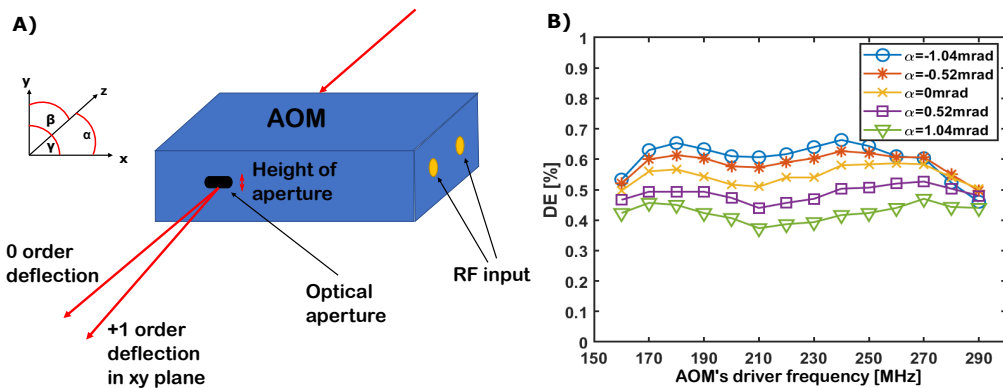 A)
y
z
β
α
γ
x
AOM
Height of
aperture
0 order
deflection
+1 order
deflection
in xy plane
Optical
aperture
RF input
B)
DE [%]
1
0.9
0.8
0.7
0.6
0.5
0.4
0.3
0.2
0.1
0
150 170 190 210 230 250 270 290
AOM's driver frequency [MHz]
α=-1.04mrad
α=-0.52mrad
α=0mrad
α=0.52mrad
α=1.04mrad